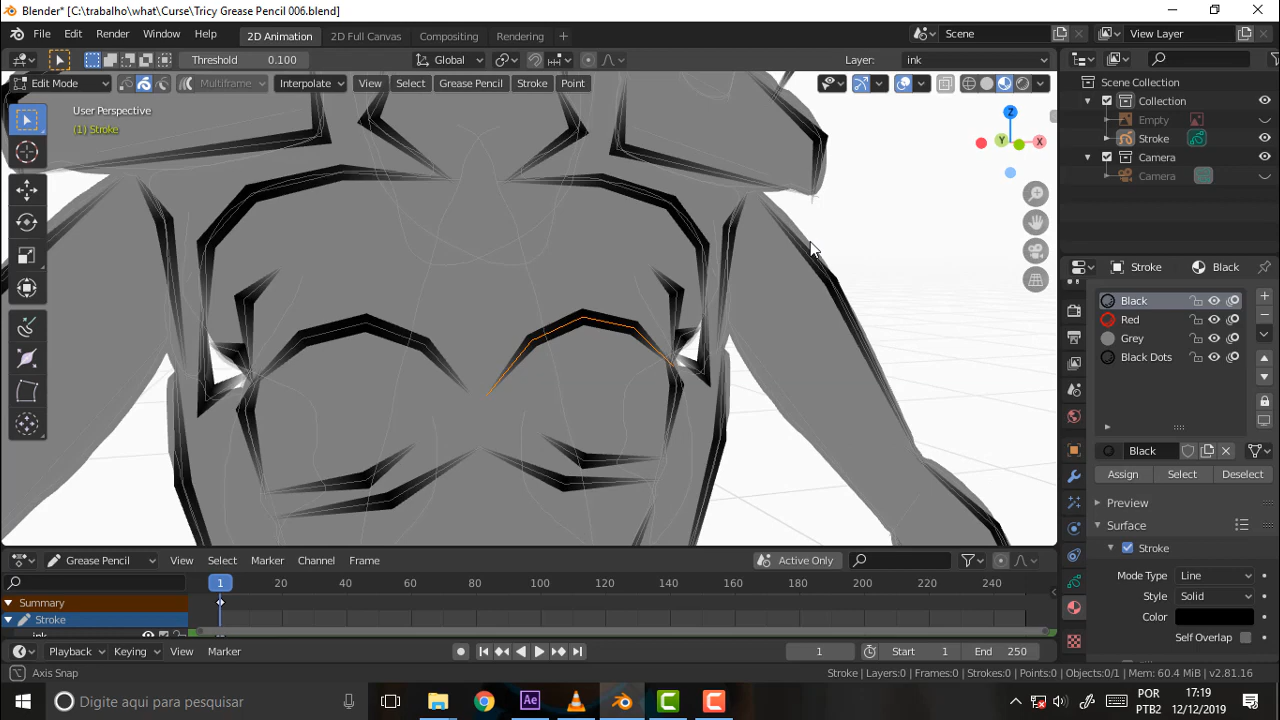 Blender* [C:\trabalho\what\Curse\Tricy Grease Pencil 006.blend]
File Edit Render Window Help 2D Animation 2D Full Canvas Compositing Rendering + Scene View Layer
Threshold 0.100 Global Layer: ink
Edit Mode Multiframe Interpolate View Select Grease Pencil Stroke Point
User Perspective
(1) Stroke
Z
Y
X
Scene Collection
Collection
Empty
Stroke
Camera
Camera
Stroke Black
Black
Red
Grey
Black Dots
Black
Assign Select Deselect
Preview
Surface
Stroke
Mode Type Line
Style Solid
Color
Self Overlap
Grease Pencil View Select Marker Channel Frame Active Only
1 20 40 60 80 100 120 140 160 180 200 220 240
Summary
Stroke
ink
Playback Keying View Marker 1 Start 1 End 250
Axis Snap Stroke | Layers:0 | Frames:0 | Strokes:0 | Points:0 | Objects:0/1 | Mem: 60.4 MiB | v2.81.16
Digite aqui para pesquisar Ae POR 17:19
PTB2 12/12/2019